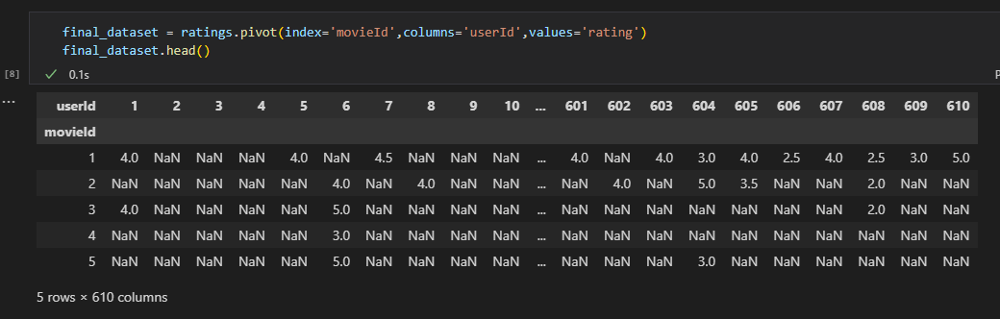 final_dataset = ratings.pivot(index='movieId',columns='userId',values='rating')
final_dataset.head()
[8] 0.1s
... userId 1 2 3 4 5 6 7 8 9 10 ... 601 602 603 604 605 606 607 608 609 610
movieId
1 4.0 NaN NaN NaN 4.0 NaN 4.5 NaN NaN NaN ... 4.0 NaN 4.0 3.0 4.0 2.5 4.0 2.5 3.0 5.0
2 NaN NaN NaN NaN NaN 4.0 NaN 4.0 NaN NaN ... NaN 4.0 NaN 5.0 3.5 NaN NaN 2.0 NaN NaN
3 4.0 NaN NaN NaN NaN 5.0 NaN NaN NaN NaN ... NaN NaN NaN NaN NaN NaN NaN 2.0 NaN NaN
4 NaN NaN NaN NaN NaN 3.0 NaN NaN NaN NaN ... NaN NaN NaN NaN NaN NaN NaN NaN NaN NaN
5 NaN NaN NaN NaN NaN 5.0 NaN NaN NaN NaN ... NaN NaN NaN 3.0 NaN NaN NaN NaN NaN NaN
5 rows × 610 columns